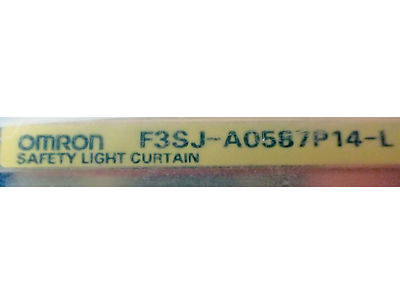 OMRON F3SJ-A0587P14-L
SAFETY LIGHT CURTAIN